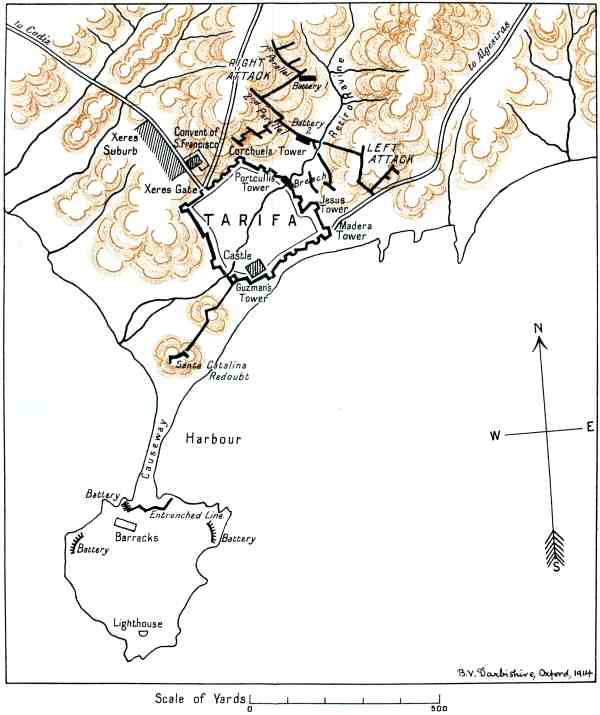 to Cadiz
to Algesiras
RIGHT
ATTACK
1st Parallel
Battery 1
2nd Parallel
Battery
2
Retiro Ravine
LEFT
ATTACK
Xeres
Suburb
Convent of
S. Francisco
Corchuela Tower
Xeres Gate
Portcullis
Tower
Breach
Jesus
Tower
TARIFA
Madera
Tower
Castle
Guzman's
Tower
Santa Catalina
Redoubt
Causeway
Harbour
N
W
E
S
Battery
Entrenched Line
Barracks
Battery
Battery
Lighthouse
B.V. Darbishire, Oxford, 1914
Scale of Yards
0
500